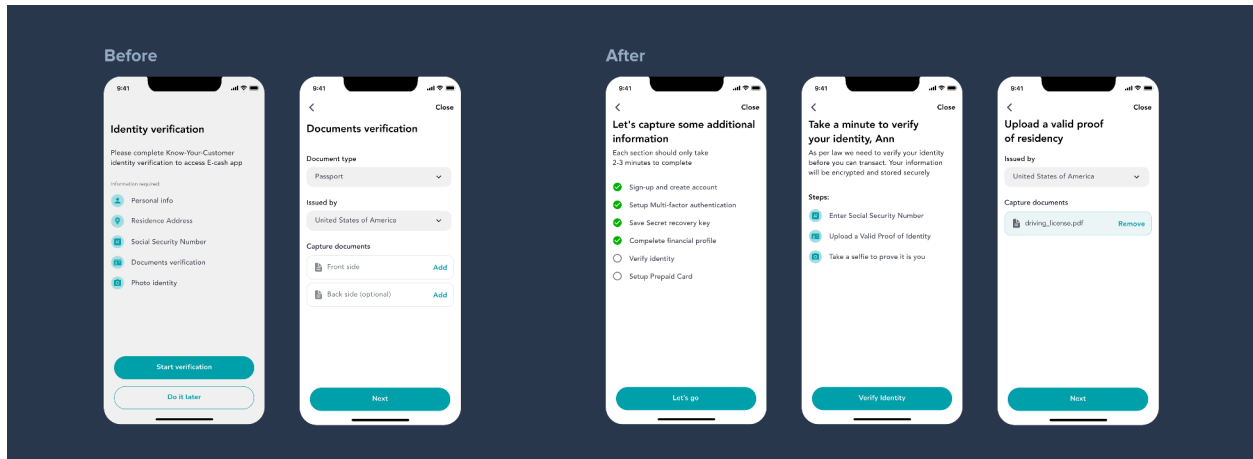 Before
9:41
Identity verification
Please complete Know-Your-Customer
identity verification to access E-cash app
Information required:
Personal info
Residence Address
Social Security Number
Documents verification
Photo identity
Start verification
Do it later
9:41
Close
Documents verification
Document type
Passport
Issued by
United States of America
Capture documents
Front side
Add
Back side (optional)
Add
Next
After
9:41
Close
Let's capture some additional
information
Each section should only take
2-3 minutes to complete
Sign-up and create account
Setup Multi-factor authentication
Save Secret recovery key
Compelete financial profile
Verify identity
Setup Prepaid Card
Let's go
9:41
Close
Take a minute to verify
your identity, Ann
As per law we need to verify your identity
before you can transact. Your information
will be encrypted and stored securely
Steps:
Enter Social Security Number
Upload a Valid Proof of Identity
Take a selfie to prove it is you
Verify Identity
9:41
Close
Upload a valid proof
of residency
Issued by
United States of America
Capture documents
driving_license.pdf
Remove
Next